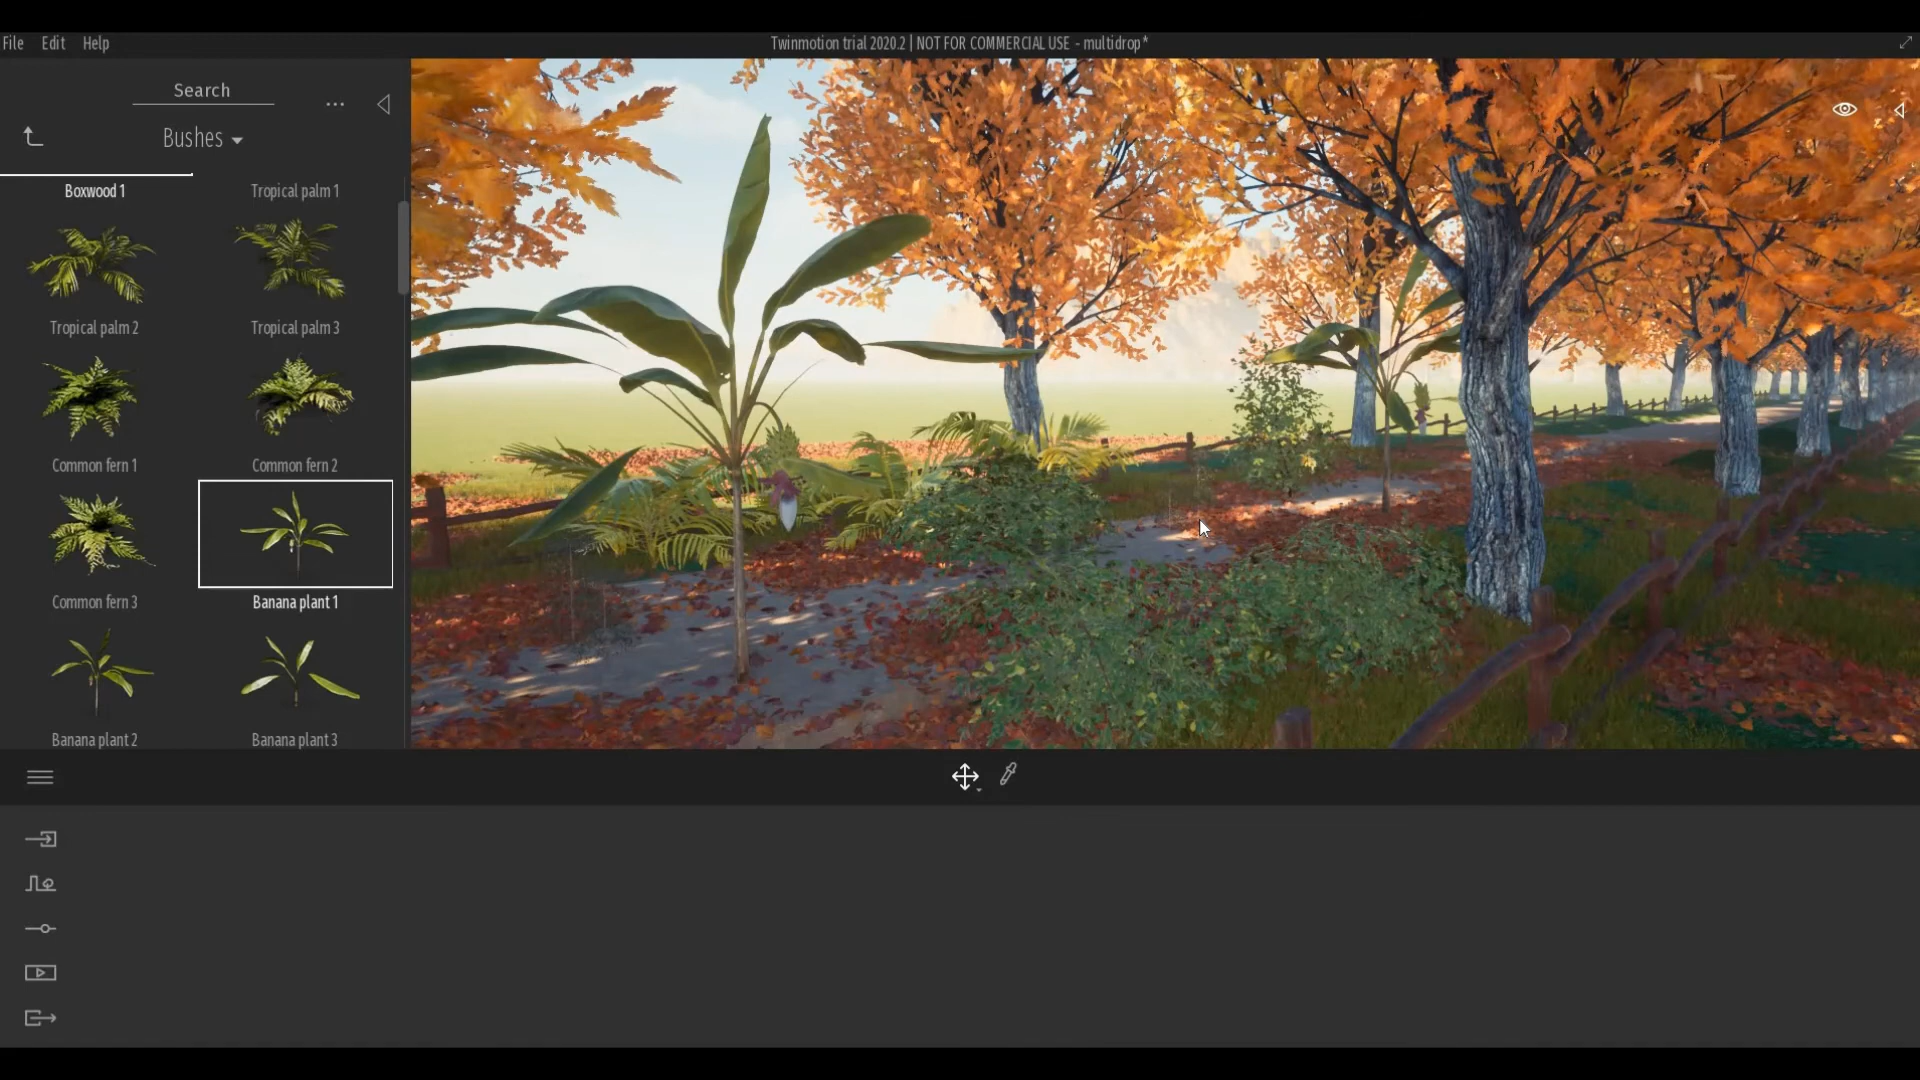 File Edit Help
Twinmotion trial 2020.2 | NOT FOR COMMERCIAL USE - multidrop*
Search
...
Bushes
Boxwood 1
Tropical palm 1
Tropical palm 2
Tropical palm 3
Common fern 1
Common fern 2
Common fern 3
Banana plant 1
Banana plant 2
Banana plant 3